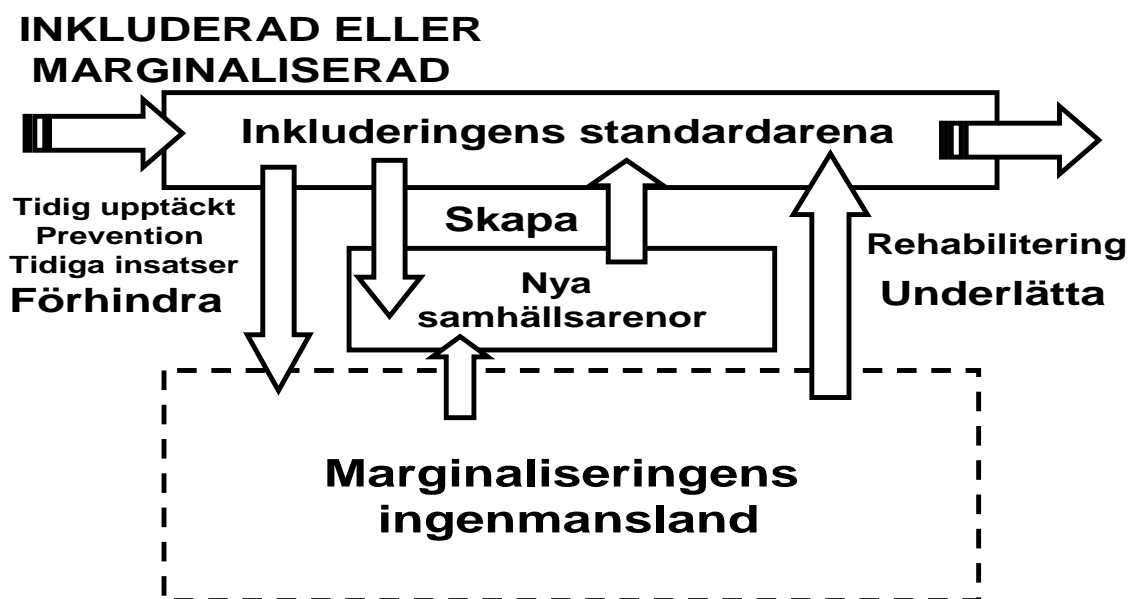 INKLUDERAD ELLER
MARGINALISERAD
Inkluderingens standardarena
Tidig upptäckt
Prevention
Tidiga insatser
Förhindra
Skapa
Nya
samhällsarenor
Rehabilitering
Underlätta
Marginaliseringens
ingenmansland